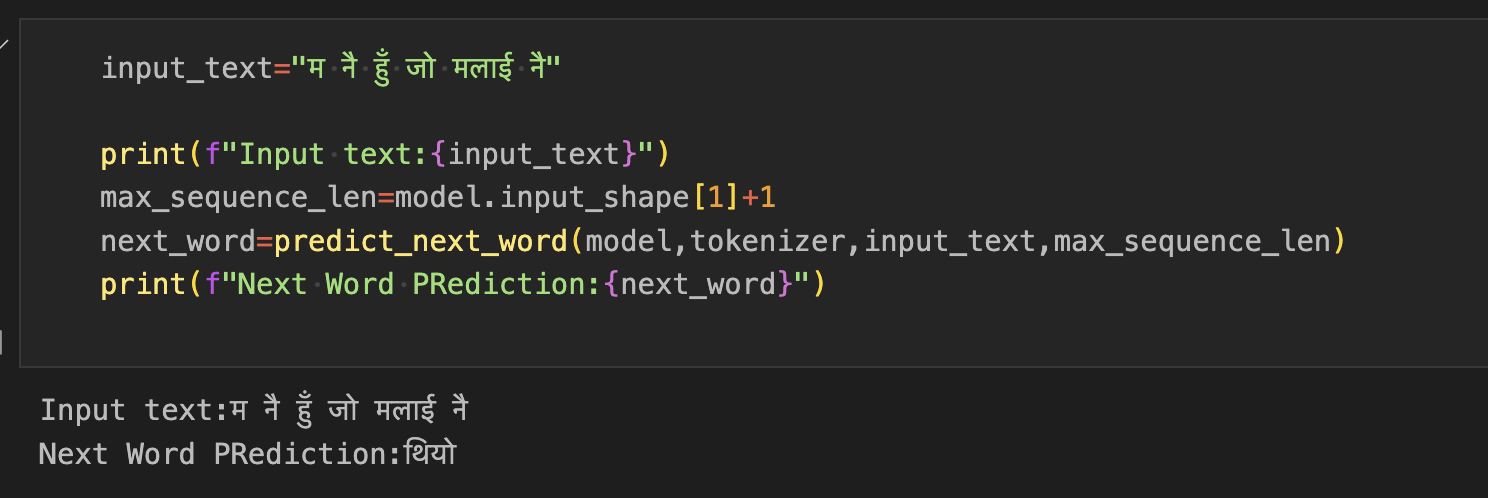 input_text="म नै हुँ जो मलाई नै"
print(f"Input text:{input_text}")
max_sequence_len=model.input_shape[1]+1
next_word=predict_next_word(model,tokenizer,input_text,max_sequence_len)
print(f"Next Word PRediction:{next_word}")
Input text:म नै हुँ जो मलाई नै
Next Word PRediction:थियो